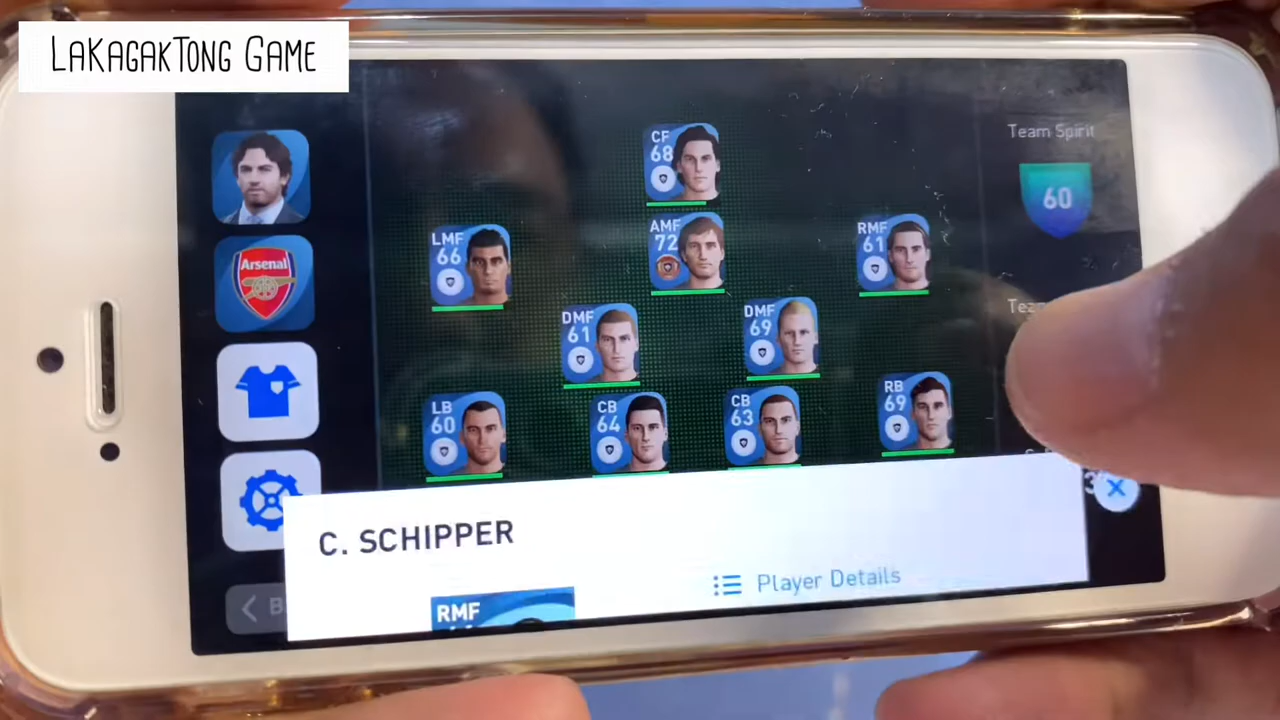 LAKAGAKTONG GAME
CF
68
Team Spirit
60
Arsenal
LMF
66
AMF
72
RMF
61
DMF
61
DMF
69
LB
60
CB
64
CB
63
RB
69
C. SCHIPPER
Player Details
RMF